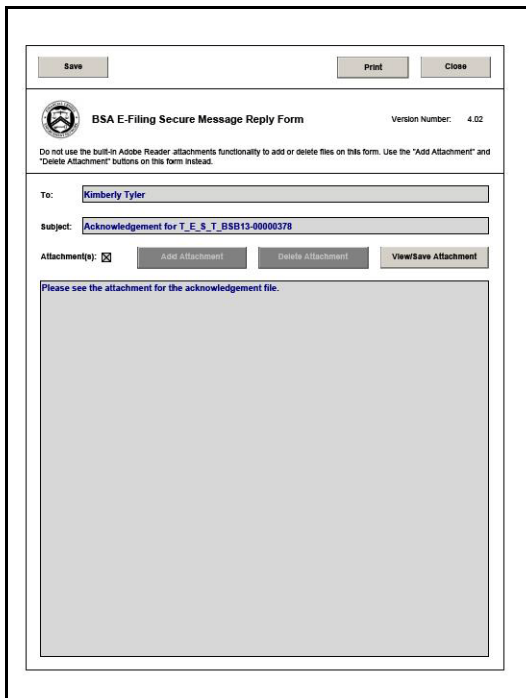 Save
Print
Close
BSA E-Filing Secure Message Reply Form
Version Number: 4.02
Do not use the built-in Adobe Reader attachments functionality to add or delete files on this form. Use the "Add Attachment" and
"Delete Attachment" buttons on this form instead.
To: Kimberly Tyler
Subject: Acknowledgement for T_E_S_T_BSB13-00000378
Attachment(s):
Add Attachment
Delete Attachment
View/Save Attachment
Please see the attachment for the acknowledgement file.